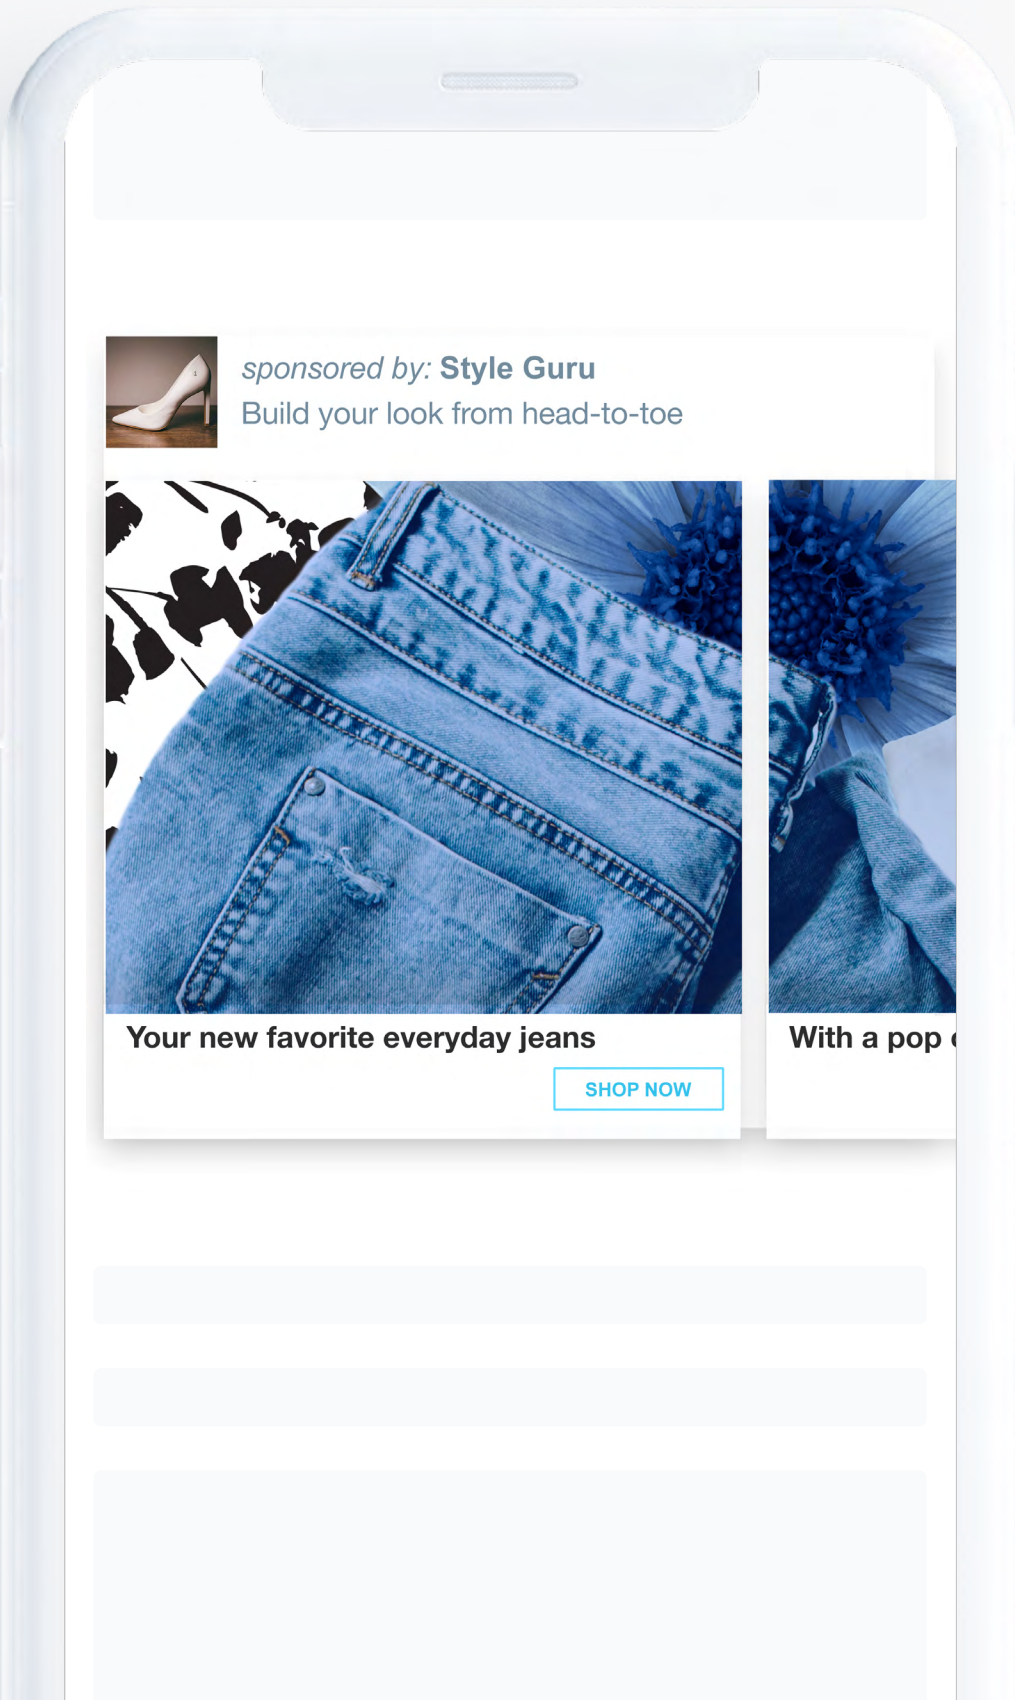 sponsored by: Style Guru
Build your look from head-to-toe
Your new favorite everyday jeans
SHOP NOW
With a pop